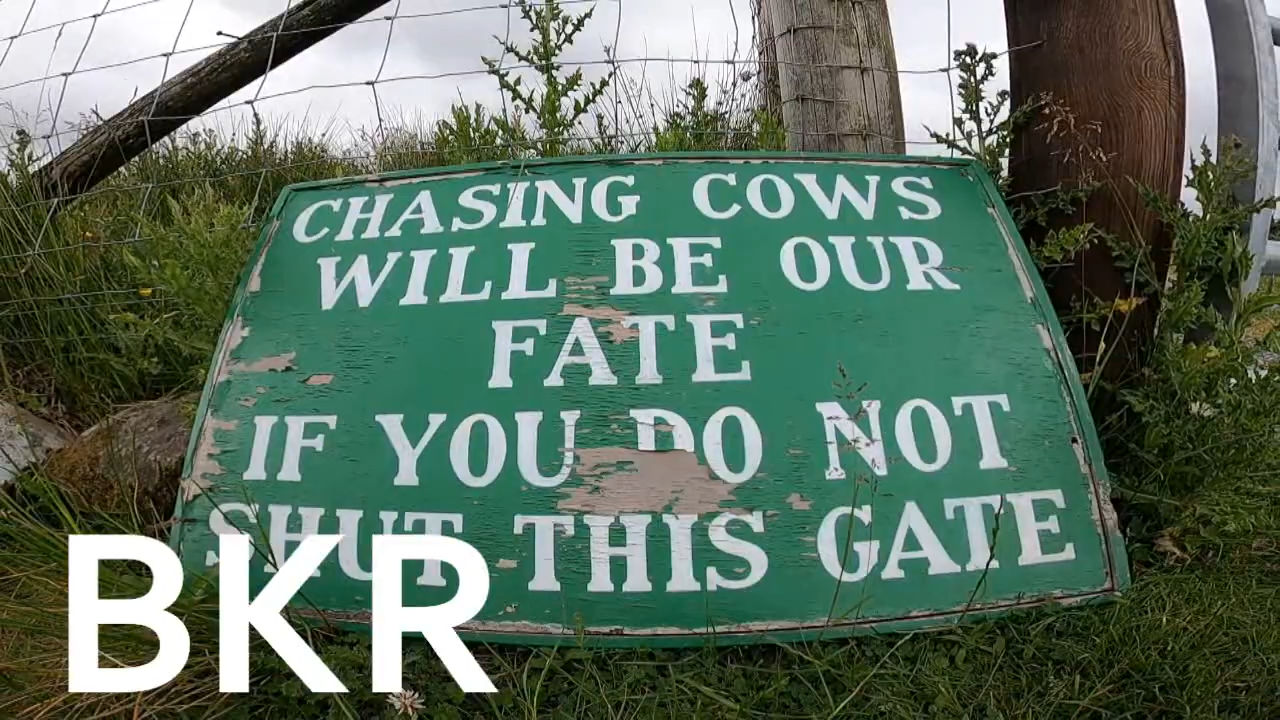 CHASING COWS
WILL BE OUR
FATE
IF YOU DO NOT
SHUT THIS GATE
BKR